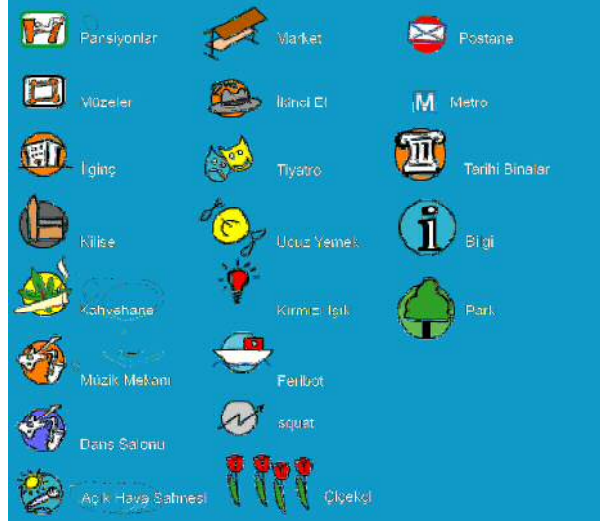 Pansiyonlar
Müzeler
İlginç
Kilise
Kahvehane
Müzik Mekanı
Dans Salonu
Açık Hava Sahnesi
Market
İkinci El
Tiyatro
Ucuz Yemek
Kırmızı Işık
Feribot
squat
Çiçekçi
Postane
M Metro
Tarihi Binalar
i Bilgi
Park